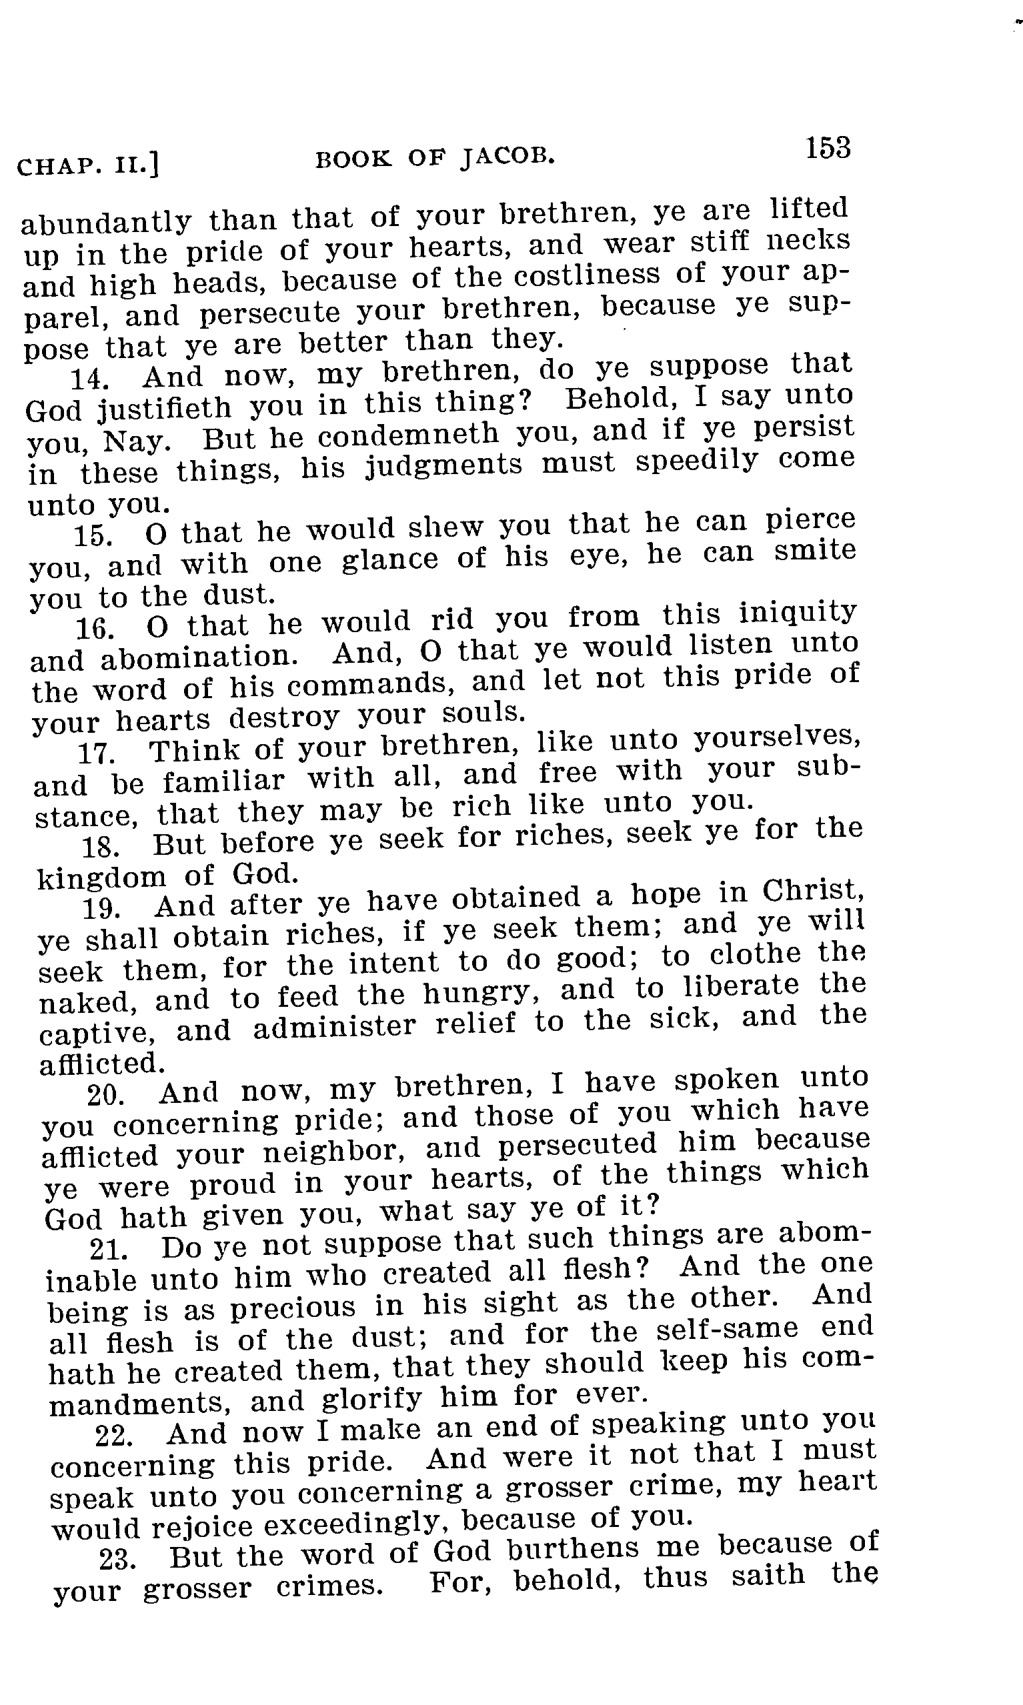 CHAP. II.] BOOK OF JACOB. 153
abundantly than that of your brethren, ye are lifted
up in the pride of your hearts, and wear stiff necks
and high heads, because of the costliness of your ap-
parel, and persecute your brethren, because ye sup-
pose that ye are better than they.
14. And now, my brethren, do ye suppose that
God justifieth you in this thing? Behold, I say unto
you, Nay. But he condemneth you, and if ye persist
in these things, his judgments must speedily come
unto you.
15. O that he would shew you that he can pierce
you, and with one glance of his eye, he can smite
you to the dust.
16. O that he would rid you from this iniquity
and abomination. And, O that ye would listen unto
the word of his commands, and let not this pride of
your hearts destroy your souls.
17. Think of your brethren, like unto yourselves,
and be familiar with all, and free with your sub-
stance, that they may be rich like unto you.
18. But before ye seek for riches, seek ye for the
kingdom of God.
19. And after ye have obtained a hope in Christ,
ye shall obtain riches, if ye seek them; and ye will
seek them, for the intent to do good; to clothe the
naked, and to feed the hungry, and to liberate the
captive, and administer relief to the sick, and the
afflicted.
20. And now, my brethren, I have spoken unto
you concerning pride; and those of you which have
afflicted your neighbor, and persecuted him because
ye were proud in your hearts, of the things which
God hath given you, what say ye of it?
21. Do ye not suppose that such things are abom-
inable unto him who created all flesh? And the one
being is as precious in his sight as the other. And
all flesh is of the dust; and for the self-same end
hath he created them, that they should keep his com-
mandments, and glorify him for ever.
22. And now I make an end of speaking unto you
concerning this pride. And were it not that I must
speak unto you concerning a grosser crime, my heart
would rejoice exceedingly, because of you.
23. But the word of God burthens me because of
your grosser crimes. For, behold, thus saith the